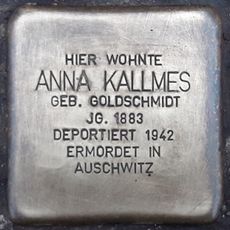 HIER WOHNTE
ANNA KALLMES
GEB. GOLDSCHMIDT
JG. 1883
DEPORTIERT 1942
ERMORDET IN
AUSCHWITZ